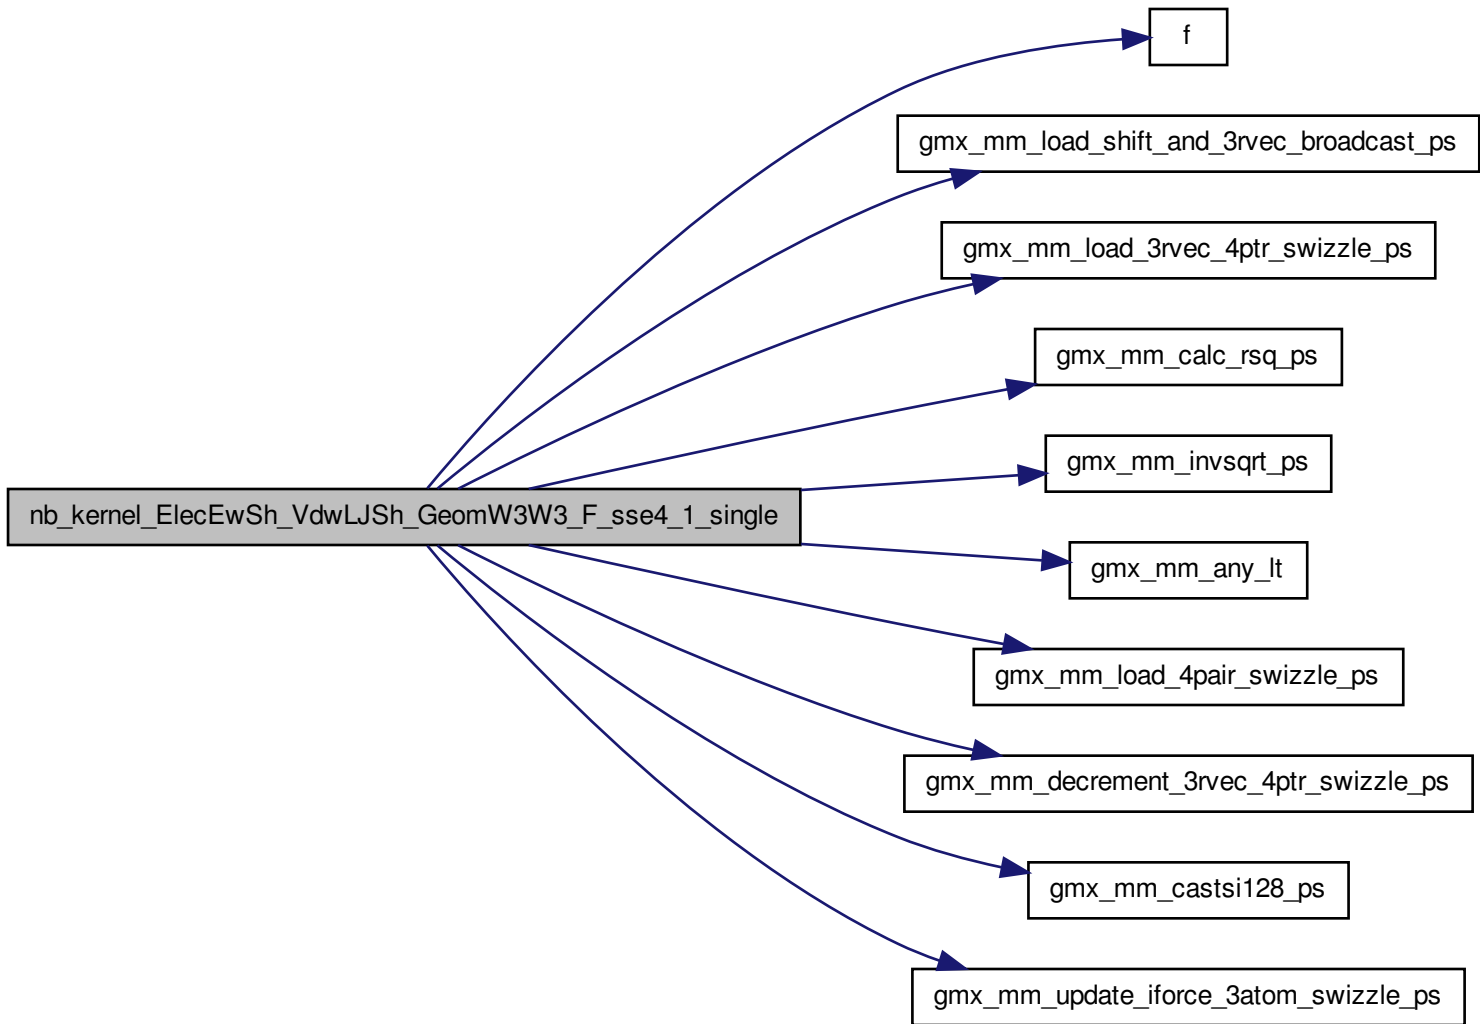 f
gmx_mm_load_shift_and_3rvec_broadcast_ps
gmx_mm_load_3rvec_4ptr_swizzle_ps
gmx_mm_calc_rsq_ps
gmx_mm_invsqrt_ps
nb_kernel_ElecEwSh_VdwLJSh_GeomW3W3_F_sse4_1_single
gmx_mm_any_lt
gmx_mm_load_4pair_swizzle_ps
gmx_mm_decrement_3rvec_4ptr_swizzle_ps
gmx_mm_castsi128_ps
gmx_mm_update_iforce_3atom_swizzle_ps